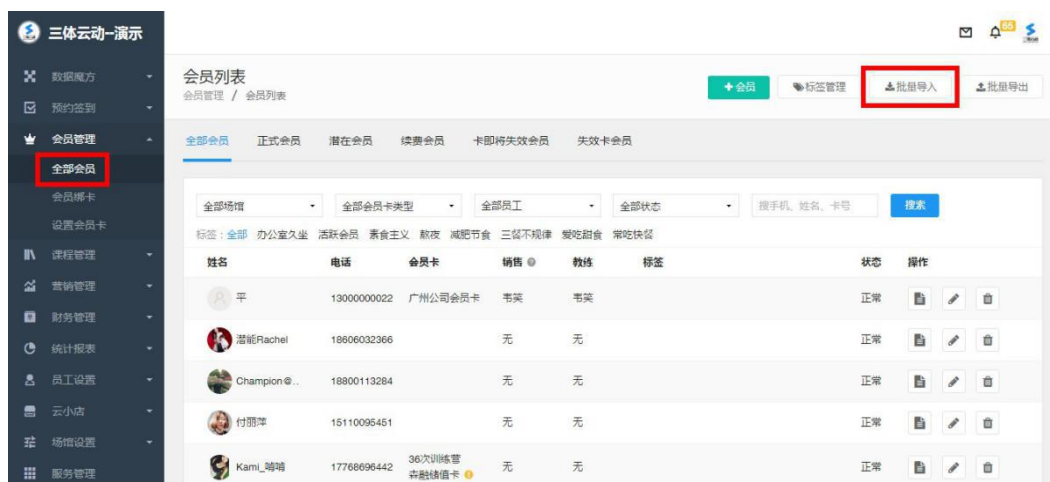 三体云动--演示
65
数据魔方
预约签到
会员管理
全部会员
会员绑卡
设置会员卡
课程管理
营销管理
财务管理
统计报表
员工设置
云小店
场馆设置
服务管理
会员列表
会员管理 / 会员列表
+会员 标签管理 批量导入 批量导出
全部会员 正式会员 潜在会员 续费会员 卡即将失效会员 失效卡会员
全部场馆 全部会员卡类型 全部员工 全部状态 搜手机、姓名、卡号 搜索
标签：全部 办公室久坐 活跃会员 素食主义 熬夜 减肥节食 三餐不规律 爱吃甜食 常吃快餐
姓名 电话 会员卡 销售 教练 标签 状态 操作
平 13000000022 广州公司会员卡 韦笑 韦笑 正常
潜能Rachel 18606032366 无 无 正常
Champion@.. 18800113284 无 无 正常
付丽萍 15110095451 无 无 正常
Kami_嘚嘚 17768696442 36次训练营 无 无 正常
森融储值卡